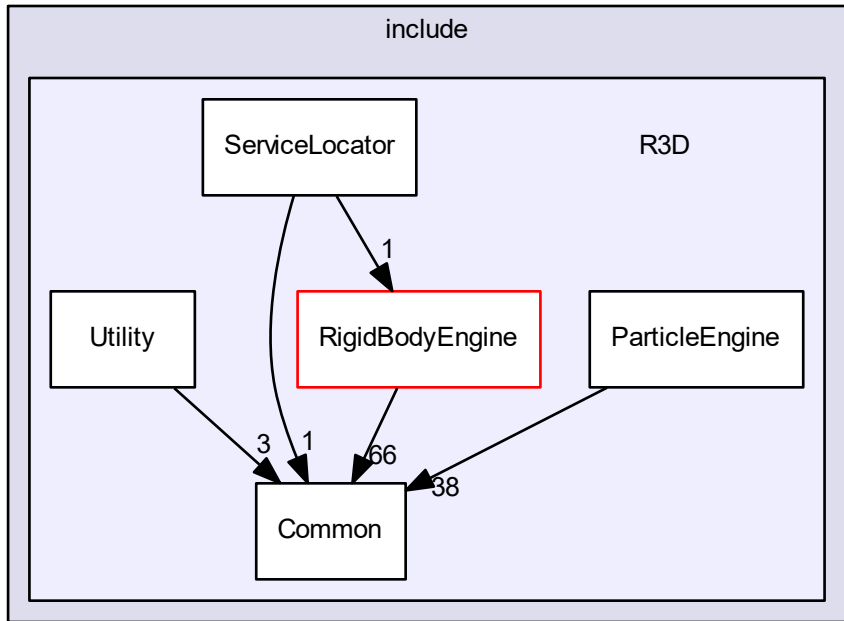 include
ServiceLocator
R3D
1
Utility
RigidBodyEngine
ParticleEngine
3
1
66
38
Common